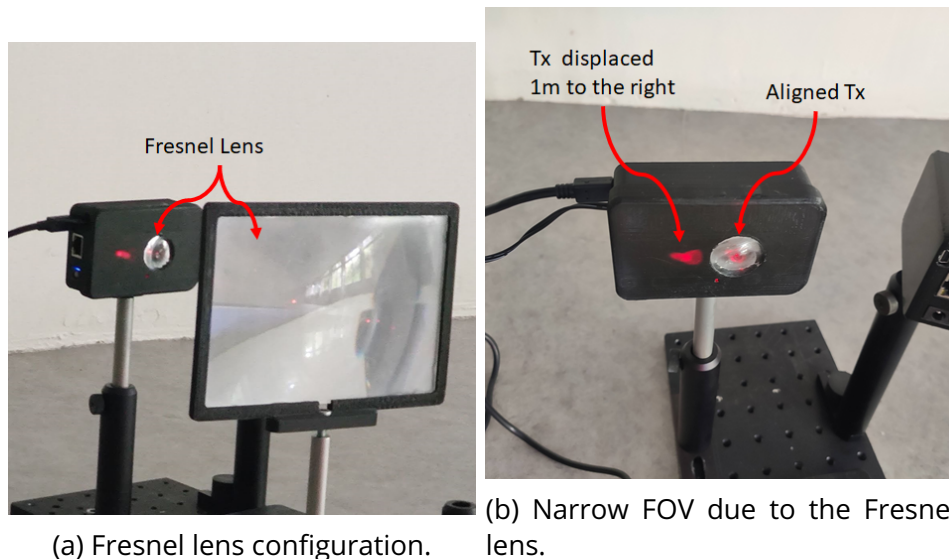 Fresnel Lens
(a) Fresnel lens configuration.
Tx displaced
1m to the right
Aligned Tx
(b) Narrow FOV due to the Fresne
lens.